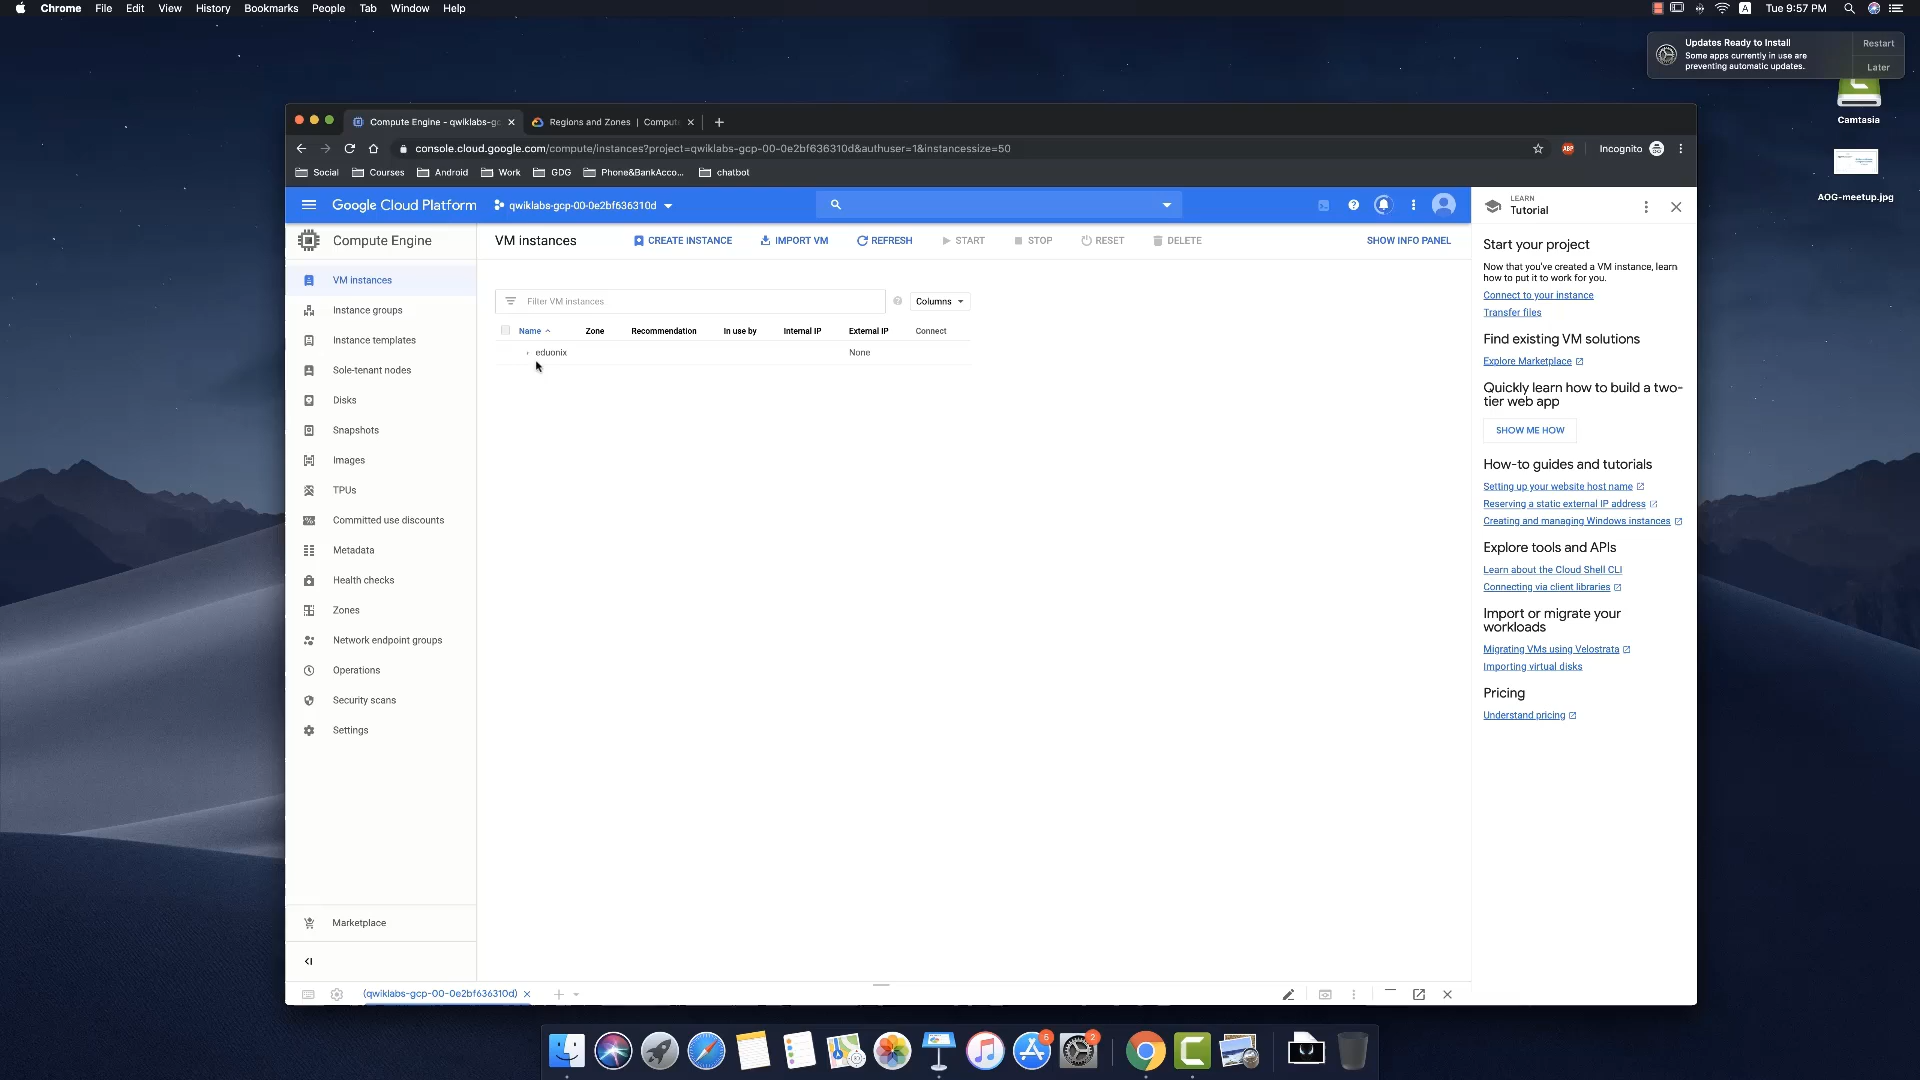 Chrome File Edit View History Bookmarks People Tab Window Help
A Tue 9:57 PM
Updates Ready to Install
Some apps currently in use are
preventing automatic updates.
Restart
Later
Camtasia
AOG-meetup.jpg
Compute Engine - qwiklabs-gc
Regions and Zones | Compute
console.cloud.google.com/compute/instances?project=qwiklabs-gcp-00-0e2bf636310d&authuser=1&instancessize=50
ABP
Incognito
Social Courses Android Work GDG Phone&BankAcco... chatbot
Google Cloud Platform
qwiklabs-gcp-00-0e2bf636310d
Compute Engine
VM instances
CREATE INSTANCE IMPORT VM REFRESH START STOP RESET DELETE
SHOW INFO PANEL
VM instances
Instance groups
Instance templates
Sole-tenant nodes
Disks
Snapshots
Images
TPUs
Committed use discounts
Metadata
Health checks
Zones
Network endpoint groups
Operations
Security scans
Settings
Marketplace
Filter VM instances
Columns
Name Zone Recommendation In use by Internal IP External IP Connect
eduonix None
LEARN
Tutorial
Start your project
Now that you've created a VM instance, learn
how to put it to work for you.
Connect to your instance
Transfer files
Find existing VM solutions
Explore Marketplace
Quickly learn how to build a two-
tier web app
SHOW ME HOW
How-to guides and tutorials
Setting up your website host name
Reserving a static external IP address
Creating and managing Windows instances
Explore tools and APIs
Learn about the Cloud Shell CLI
Connecting via client libraries
Import or migrate your
workloads
Migrating VMs using Velostrata
Importing virtual disks
Pricing
Understand pricing
(qwiklabs-gcp-00-0e2bf636310d)